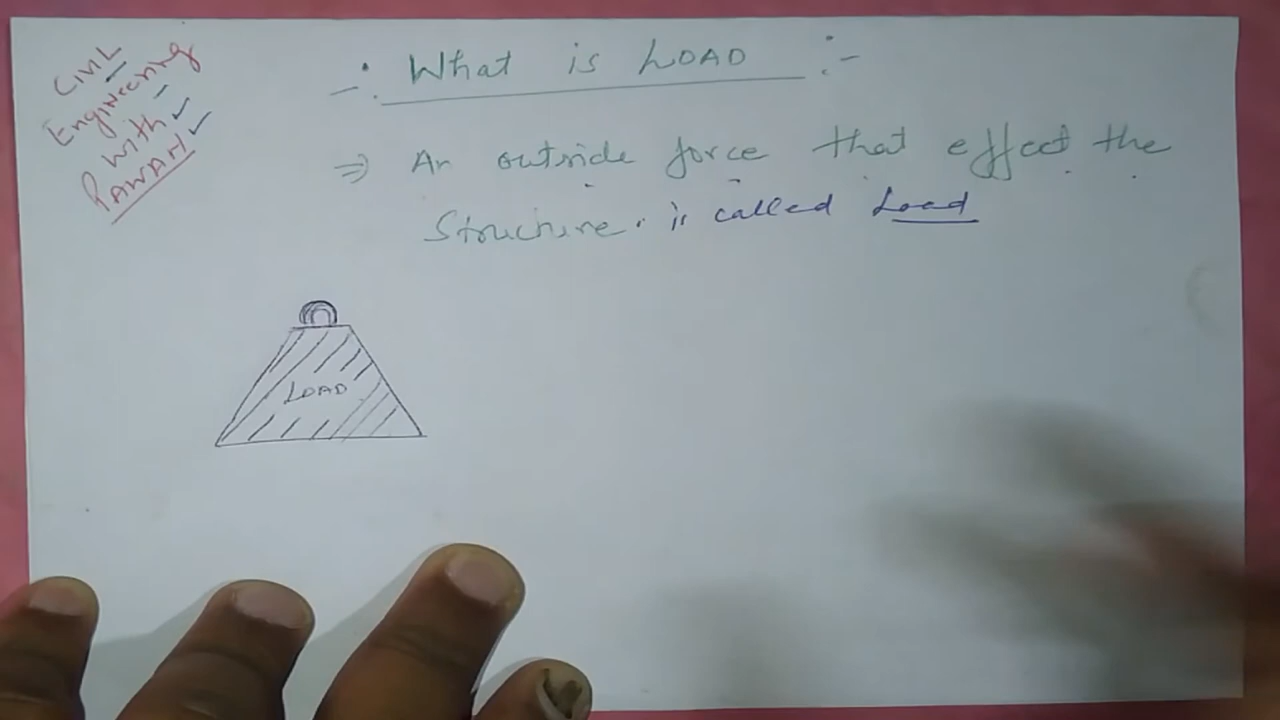 Civil
Engineering
with
PAWAN
What is LOAD
⇒ An outside force that effect the
Structure. is called Load
LOAD